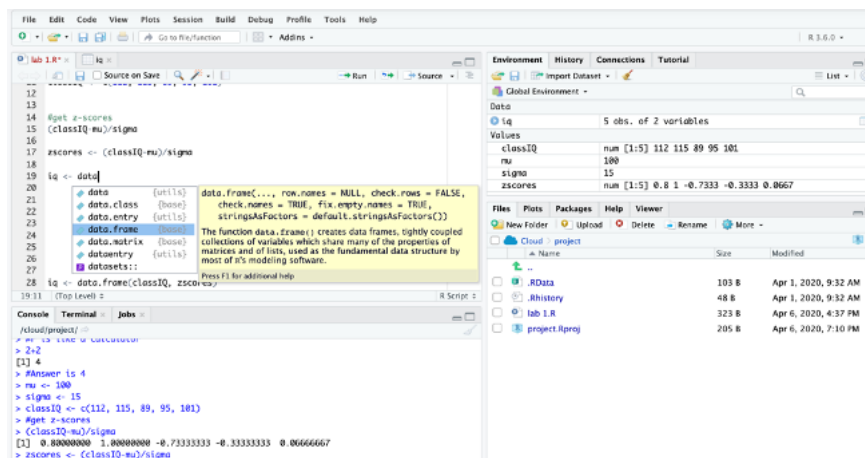 File Edit Code View Plots Session Build Debug Profile Tools Help
Go to file/function Addins R 3.6.0
lab 1.R* iq
Source on Save Run Source
12
13
14 #get z-scores
15 (classIQ-mu)/sigma
16
17 zscores <- (classIQ-mu)/sigma
18
19 iq <- data
20
21
22
23
24
25
26
27
28 iq <- data.frame(classIQ, zscores)
data {utils}
data.class {base}
data.entry {utils}
data.frame {base}
data.matrix {base}
dataentry {utils}
datasets::
data.frame(..., row.names = NULL, check.rows = FALSE,
check.names = TRUE, fix.empty.names = TRUE,
stringsAsFactors = default.stringsAsFactors())
The function data.frame() creates data frames, tightly coupled
collections of variables which share many of the properties of
matrices and of lists, used as the fundamental data structure by
most of R's modeling software.
Press F1 for additional help
19:11 (Top Level) R Script
Console Terminal Jobs
/cloud/project/
> 2+2
[1] 4
> #Answer is 4
> mu <- 100
> sigma <- 15
> classIQ <- c(112, 115, 89, 95, 101)
> #get z-scores
> (classIQ-mu)/sigma
[1] 0.80000000 1.00000000 -0.73333333 -0.33333333 0.06666667
> zscores <- (classIQ-mu)/sigma
Environment History Connections Tutorial
Import Dataset List
Global Environment
Data
iq 5 obs. of 2 variables
Values
classIQ num [1:5] 112 115 89 95 101
mu 100
sigma 15
zscores num [1:5] 0.8 1 -0.7333 -0.3333 0.0667
Files Plots Packages Help Viewer
New Folder Upload Delete Rename More
Cloud project
Name Size Modified
..
.RData 103 B Apr 1, 2020, 9:32 AM
.Rhistory 48 B Apr 1, 2020, 9:32 AM
lab 1.R 323 B Apr 6, 2020, 4:37 PM
project.Rproj 205 B Apr 6, 2020, 7:10 PM